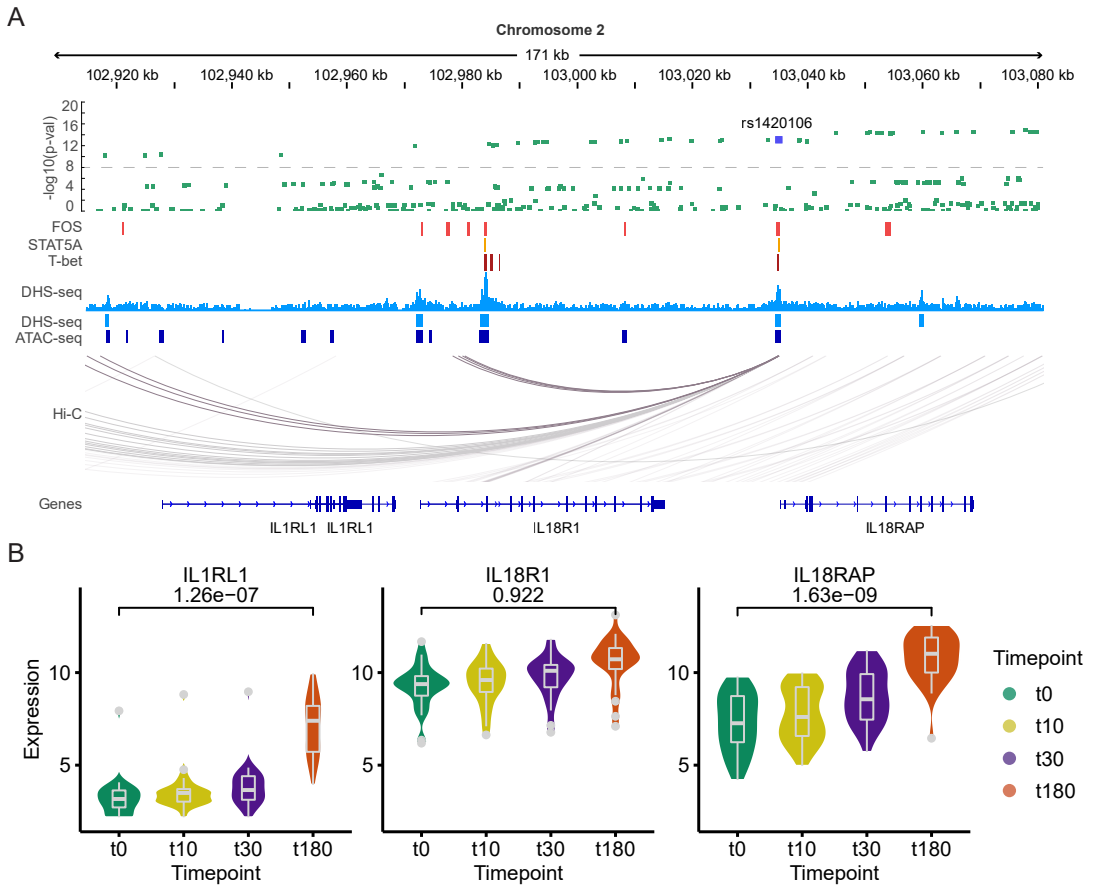 A
Chromosome 2
171 kb
102,920 kb 102,940 kb 102,960 kb 102,980 kb 103,000 kb 103,020 kb 103,040 kb 103,060 kb 103,080 kb
-log10(p-val)
20
16
12
8
4
0
rs1420106
FOS
STAT5A
T-bet
DHS-seq
DHS-seq
ATAC-seq
Hi-C
Genes
IL1RL1 IL1RL1 IL18R1 IL18RAP
B
IL1RL1 IL18R1 IL18RAP
1.26e−07 0.922 1.63e−09
Expression
10 10 10
5 5 5
t0 t10 t30 t180 t0 t10 t30 t180 t0 t10 t30 t180
Timepoint Timepoint Timepoint
Timepoint
t0
t10
t30
t180